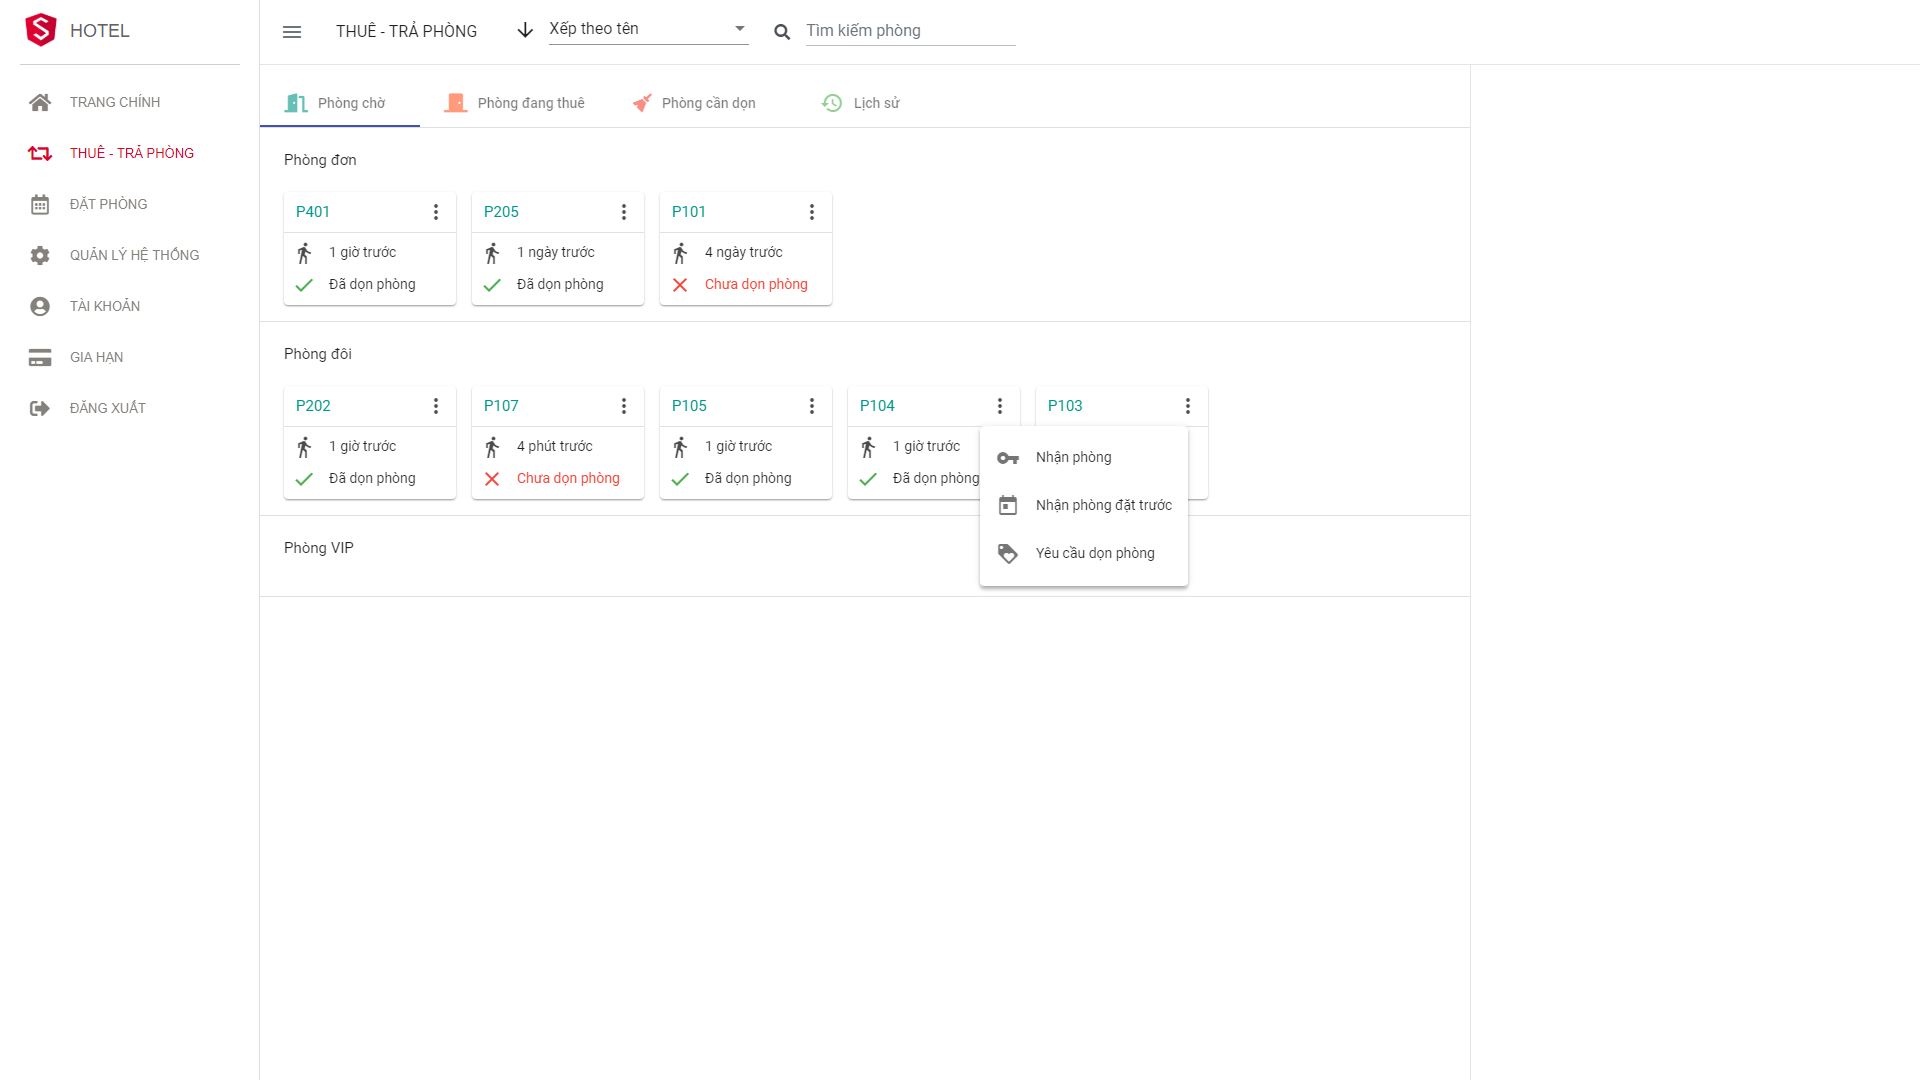 HOTEL
THUÊ - TRẢ PHÒNG
Xếp theo tên
Tìm kiếm phòng
TRANG CHÍNH
THUÊ - TRẢ PHÒNG
ĐẶT PHÒNG
QUẢN LÝ HỆ THỐNG
TÀI KHOẢN
GIA HẠN
ĐĂNG XUẤT
Phòng chờ
Phòng đang thuê
Phòng cần dọn
Lịch sử
Phòng đơn
P401
1 giờ trước
Đã dọn phòng
P205
1 ngày trước
Đã dọn phòng
P101
4 ngày trước
Chưa dọn phòng
Phòng đôi
P202
1 giờ trước
Đã dọn phòng
P107
4 phút trước
Chưa dọn phòng
P105
1 giờ trước
Đã dọn phòng
P104
1 giờ trước
Đã dọn phòng
P103
Nhận phòng
Nhận phòng đặt trước
Yêu cầu dọn phòng
Phòng VIP